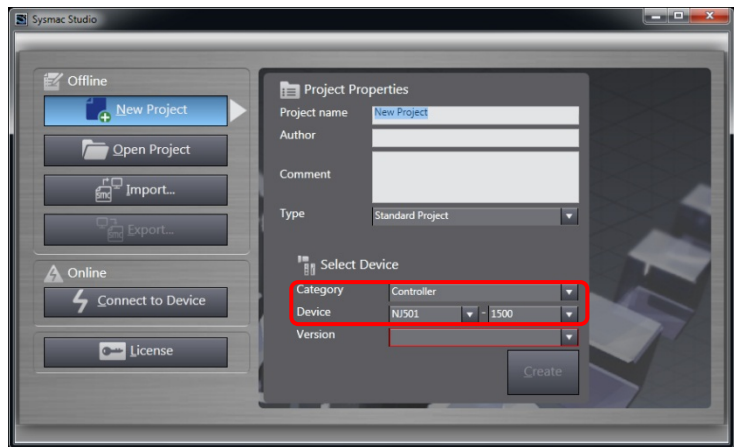 Sysmac Studio
Offline
New Project
Open Project
Import...
Export...
Online
Connect to Device
License
Project Properties
Project name New Project
Author
Comment
Type Standard Project
Select Device
Category Controller
Device NJ501 - 1500
Version
Create